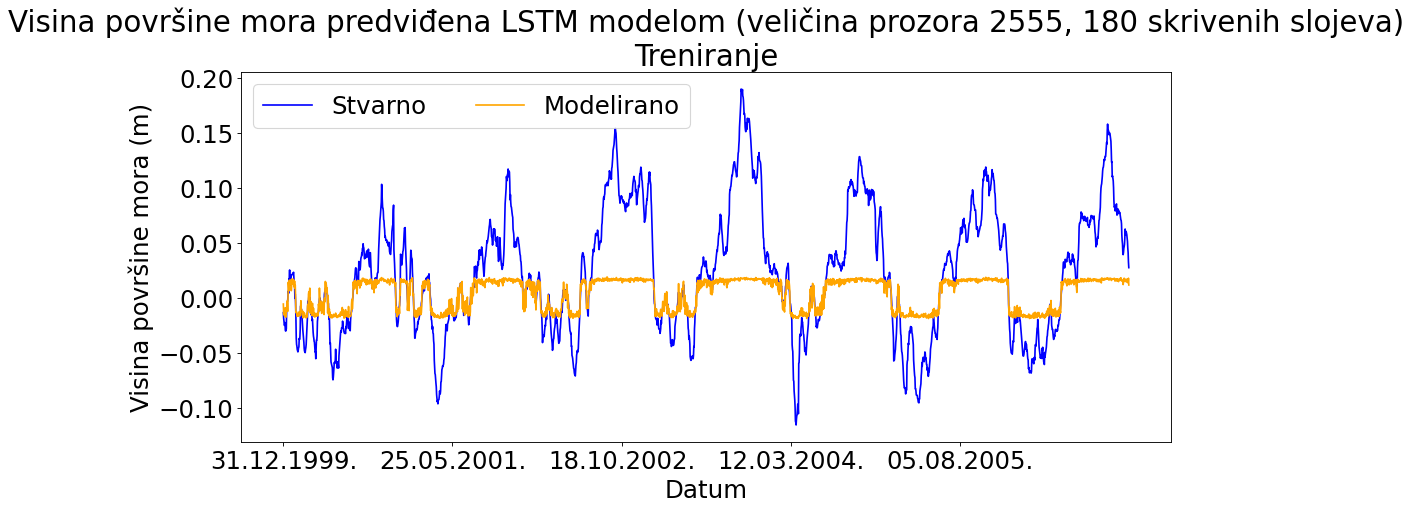 Visina površine mora predviđena LSTM modelom (veličina prozora 2555, 180 skrivenih slojeva)
Treniranje
Stvarno Modelirano
Visina površine mora (m)
0.20
0.15
0.10
0.05
0.00
−0.05
−0.10
31.12.1999. 25.05.2001. 18.10.2002. 12.03.2004. 05.08.2005.
Datum